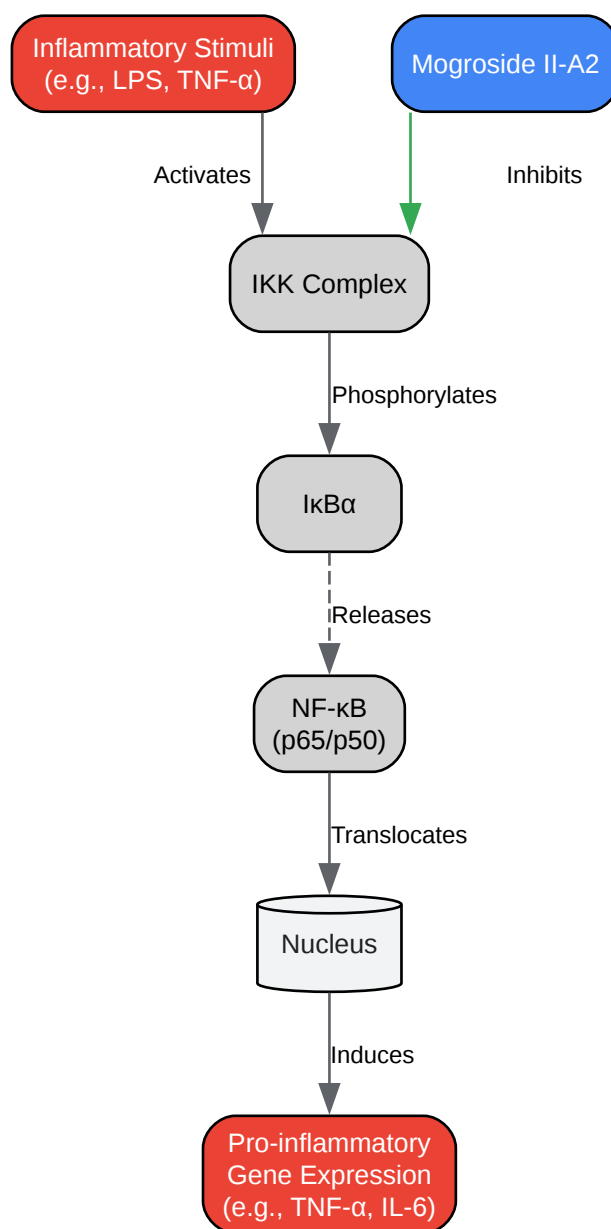 Inflammatory Stimuli
(e.g., LPS, TNF-α)
Mogroside II-A2
Activates
Inhibits
IKK Complex
Phosphorylates
IκBα
Releases
NF-κB
(p65/p50)
Translocates
Nucleus
Induces
Pro-inflammatory
Gene Expression
(e.g., TNF-α, IL-6)